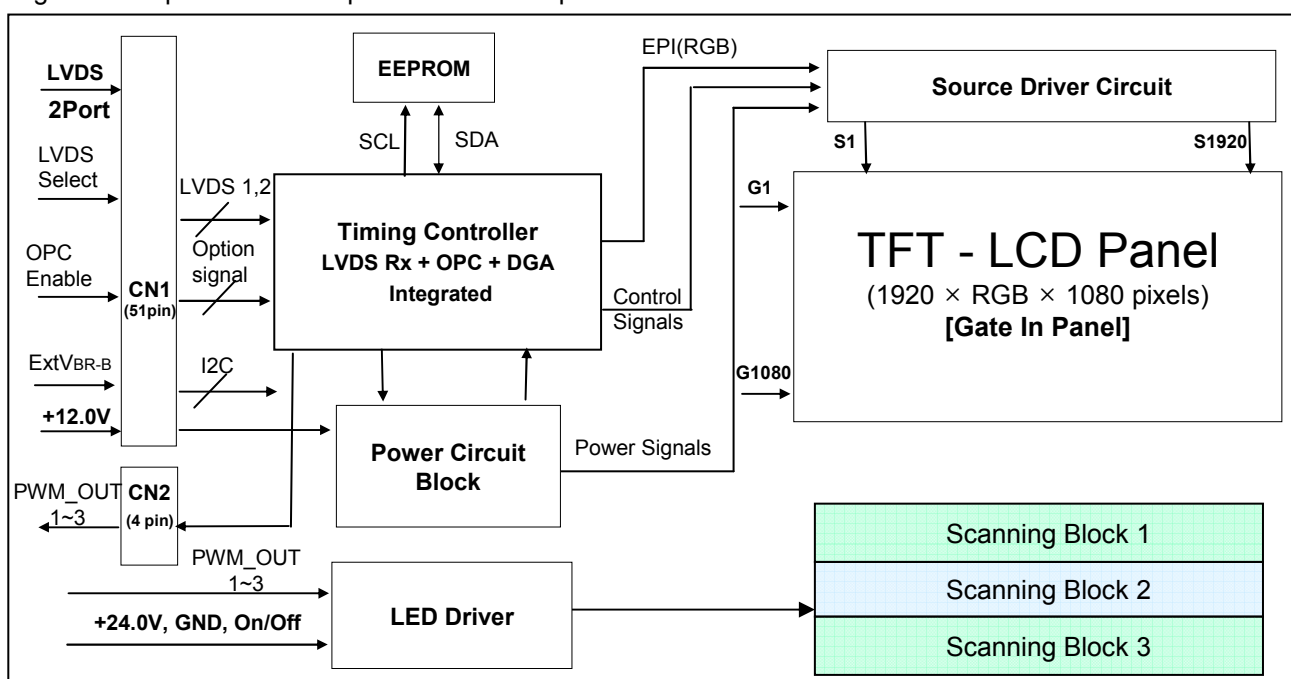 EPI(RGB)
EEPROM
Source Driver Circuit
LVDS
2Port
SCL
SDA
S1
S1920
LVDS
Select
LVDS 1,2
G1
Timing Controller
LVDS Rx + OPC + DGA
Integrated
TFT - LCD Panel
(1920 × RGB × 1080 pixels)
[Gate In Panel]
OPC
Enable
Option
signal
CN1
(51pin)
Control
Signals
ExtVBR-B
I2C
G1080
+12.0V
Power Circuit
Block
Power Signals
PWM_OUT
1~3
CN2
(4 pin)
PWM_OUT
1~3
+24.0V, GND, On/Off
LED Driver
Scanning Block 1
Scanning Block 2
Scanning Block 3